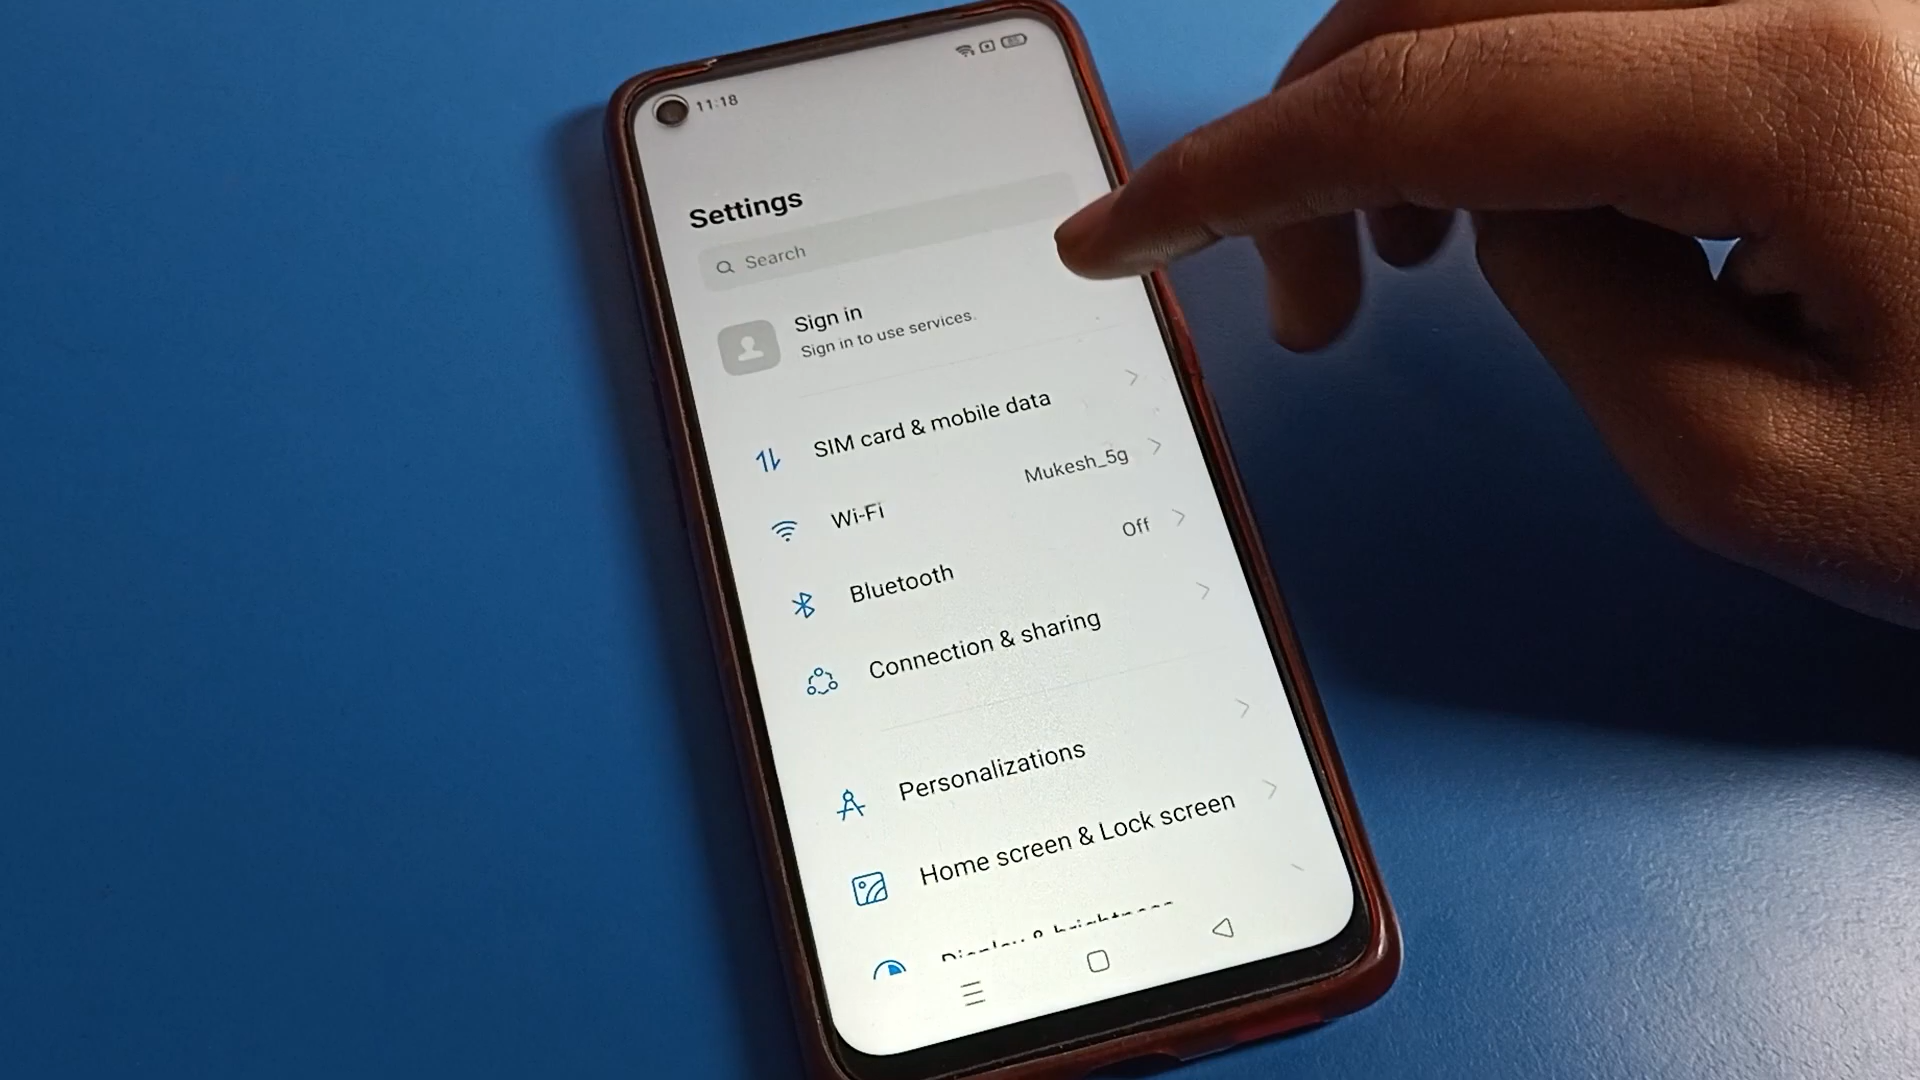 11:18
Settings
Search
Sign in
Sign in to use services.
SIM card & mobile data
Wi-Fi
Mukesh_5g
Bluetooth
Off
Connection & sharing
Personalizations
Home screen & Lock screen
Display & brightness